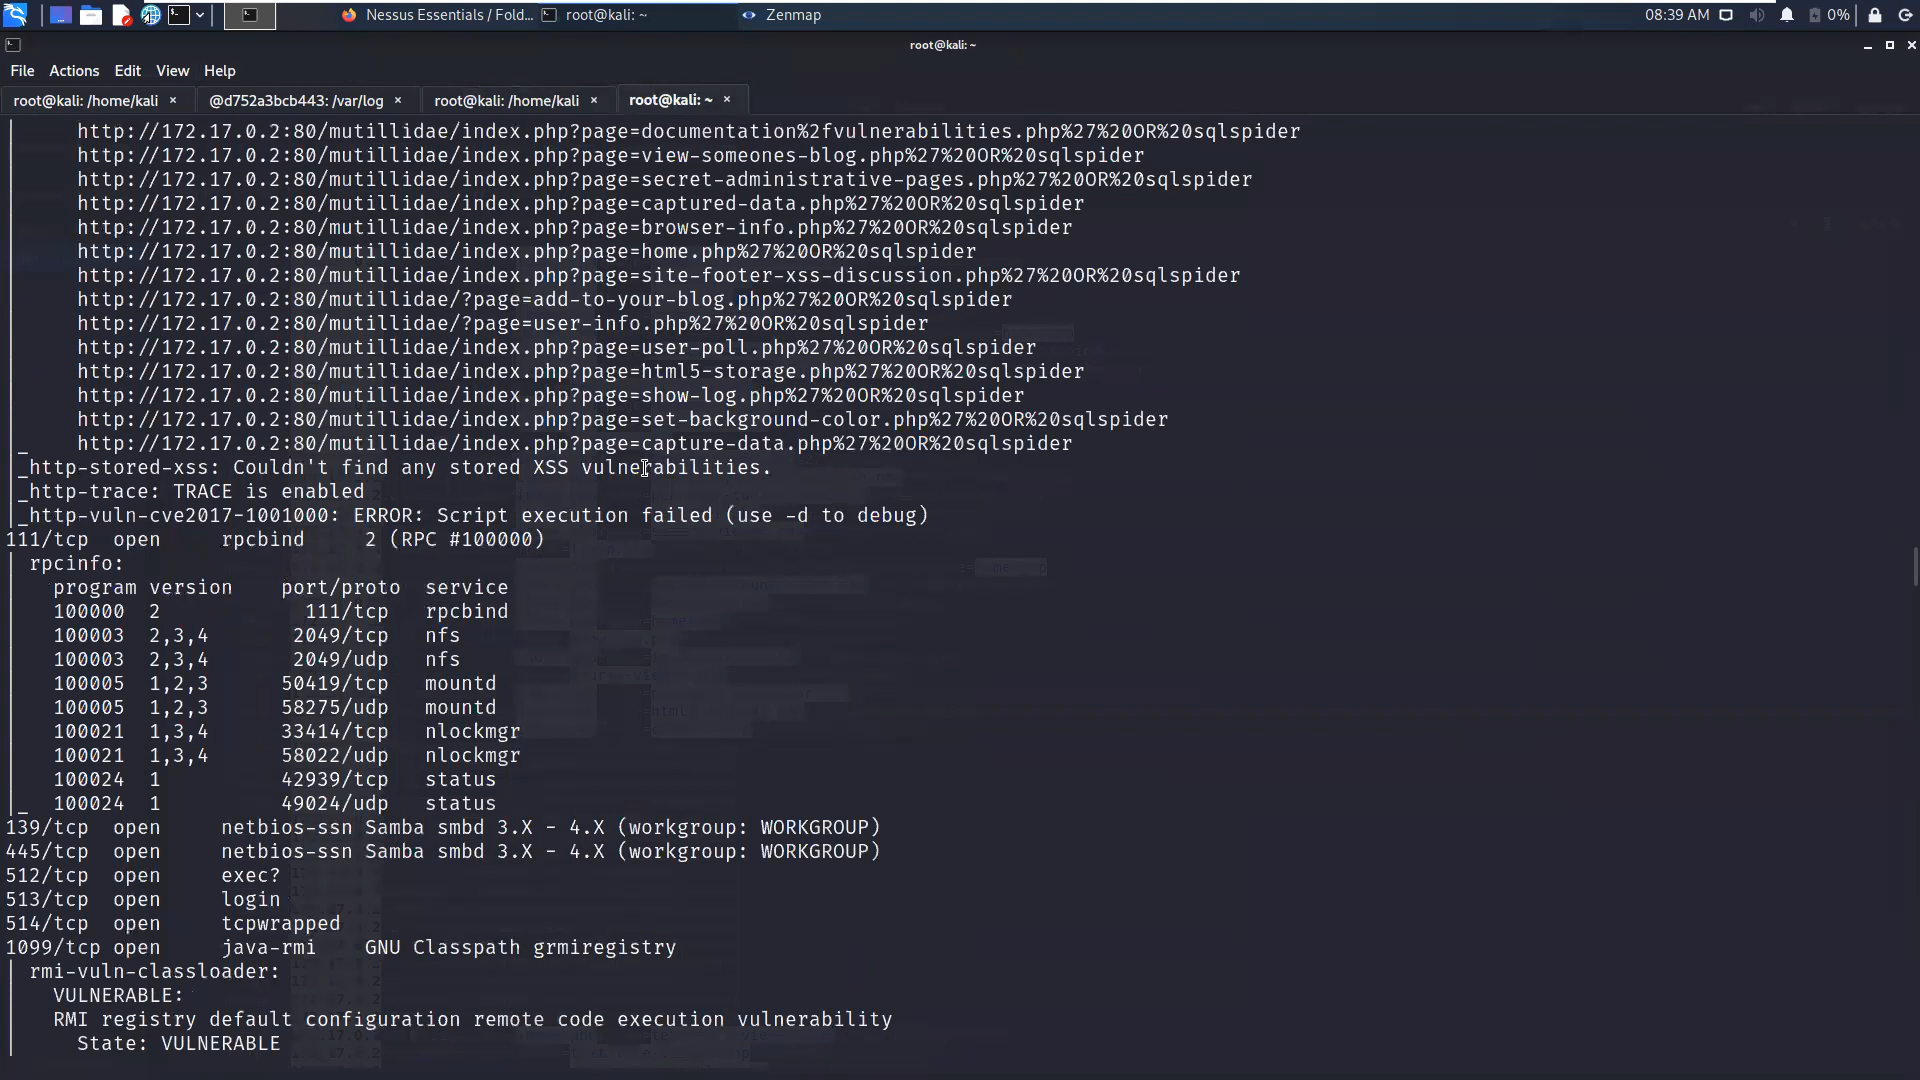 Nessus Essentials / Fold...
root@kali: ~
Zenmap
08:39 AM
0%
root@kali: ~
File Actions Edit View Help
root@kali: /home/kali ×
@d752a3bcb443: /var/log ×
root@kali: /home/kali ×
root@kali: ~ ×
| http://172.17.0.2:80/mutillidae/index.php?page=documentation%2fvulnerabilities.php%27%20OR%20sqlspider
| http://172.17.0.2:80/mutillidae/index.php?page=view-someones-blog.php%27%20OR%20sqlspider
| http://172.17.0.2:80/mutillidae/index.php?page=secret-administrative-pages.php%27%20OR%20sqlspider
| http://172.17.0.2:80/mutillidae/index.php?page=captured-data.php%27%20OR%20sqlspider
| http://172.17.0.2:80/mutillidae/index.php?page=browser-info.php%27%20OR%20sqlspider
| http://172.17.0.2:80/mutillidae/index.php?page=home.php%27%20OR%20sqlspider
| http://172.17.0.2:80/mutillidae/index.php?page=site-footer-xss-discussion.php%27%20OR%20sqlspider
| http://172.17.0.2:80/mutillidae/?page=add-to-your-blog.php%27%20OR%20sqlspider
| http://172.17.0.2:80/mutillidae/?page=user-info.php%27%20OR%20sqlspider
| http://172.17.0.2:80/mutillidae/index.php?page=user-poll.php%27%20OR%20sqlspider
| http://172.17.0.2:80/mutillidae/index.php?page=html5-storage.php%27%20OR%20sqlspider
| http://172.17.0.2:80/mutillidae/index.php?page=show-log.php%27%20OR%20sqlspider
| http://172.17.0.2:80/mutillidae/index.php?page=set-background-color.php%27%20OR%20sqlspider
|_ http://172.17.0.2:80/mutillidae/index.php?page=capture-data.php%27%20OR%20sqlspider
|_http-stored-xss: Couldn't find any stored XSS vulnerabilities.
|_http-trace: TRACE is enabled
|_http-vuln-cve2017-1001000: ERROR: Script execution failed (use -d to debug)
111/tcp open rpcbind 2 (RPC #100000)
| rpcinfo:
| program version port/proto service
| 100000 2 111/tcp rpcbind
| 100003 2,3,4 2049/tcp nfs
| 100003 2,3,4 2049/udp nfs
| 100005 1,2,3 50419/tcp mountd
| 100005 1,2,3 58275/udp mountd
| 100021 1,3,4 33414/tcp nlockmgr
| 100021 1,3,4 58022/udp nlockmgr
| 100024 1 42939/tcp status
|_ 100024 1 49024/udp status
139/tcp open netbios-ssn Samba smbd 3.X - 4.X (workgroup: WORKGROUP)
445/tcp open netbios-ssn Samba smbd 3.X - 4.X (workgroup: WORKGROUP)
512/tcp open exec?
513/tcp open login
514/tcp open tcpwrapped
1099/tcp open java-rmi GNU Classpath grmiregistry
| rmi-vuln-classloader:
| VULNERABLE:
| RMI registry default configuration remote code execution vulnerability
| State: VULNERABLE